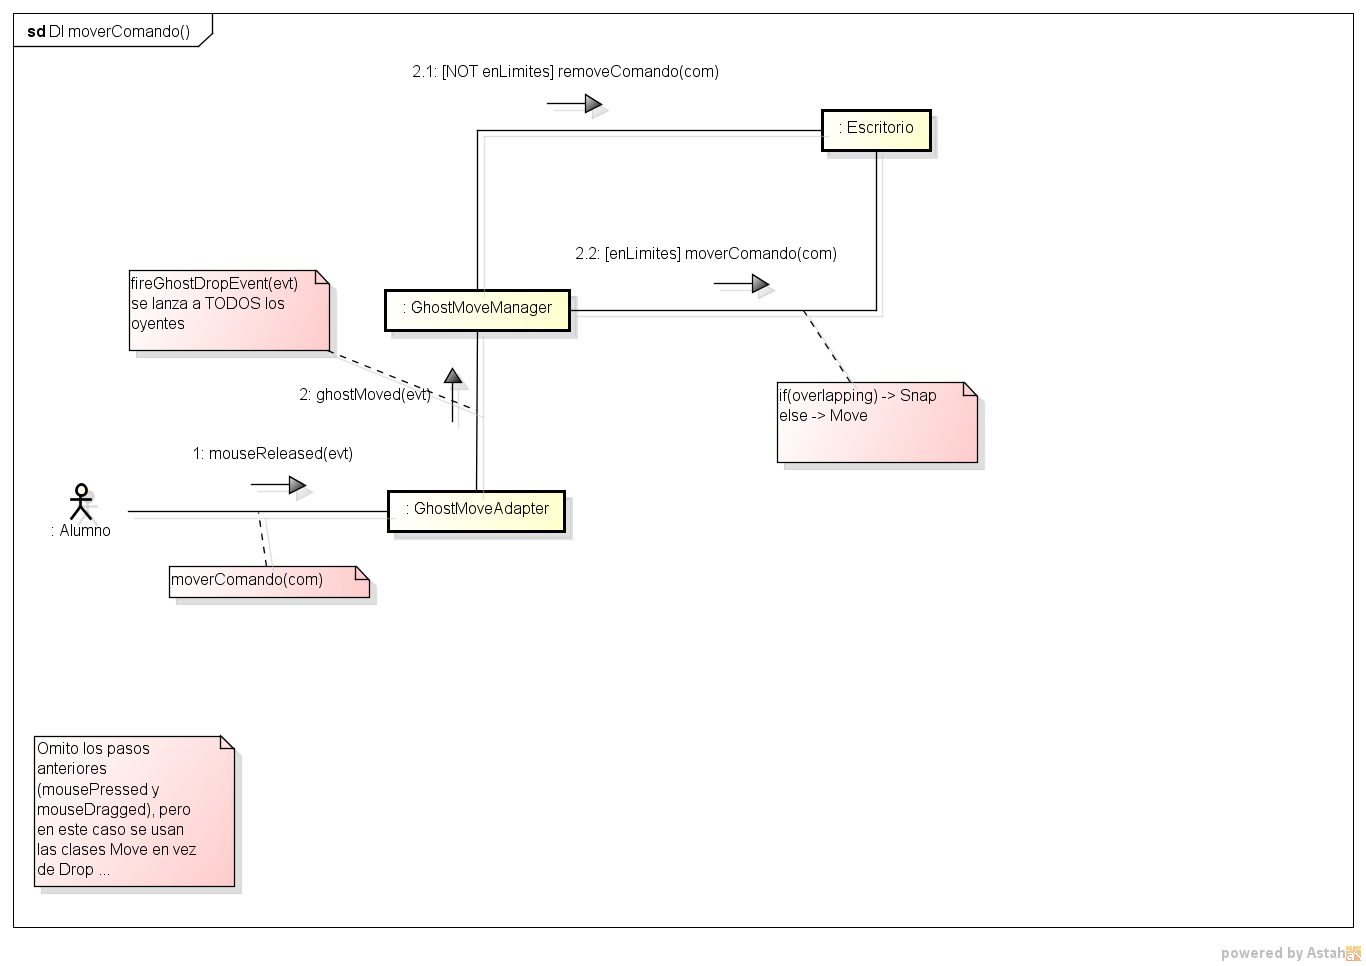 sd DI moverComando()
2.1: [NOT enLimites] removeComando(com)
: Escritorio
2.2: [enLimites] moverComando(com)
fireGhostDropEvent(evt)
se lanza a TODOS los
oyentes
: GhostMoveManager
if(overlapping) -> Snap
else -> Move
2: ghostMoved(evt)
1: mouseReleased(evt)
: GhostMoveAdapter
: Alumno
moverComando(com)
Omito los pasos
anteriores
(mousePressed y
mouseDragged), pero
en este caso se usan
las clases Move en vez
de Drop ...
powered by Astah